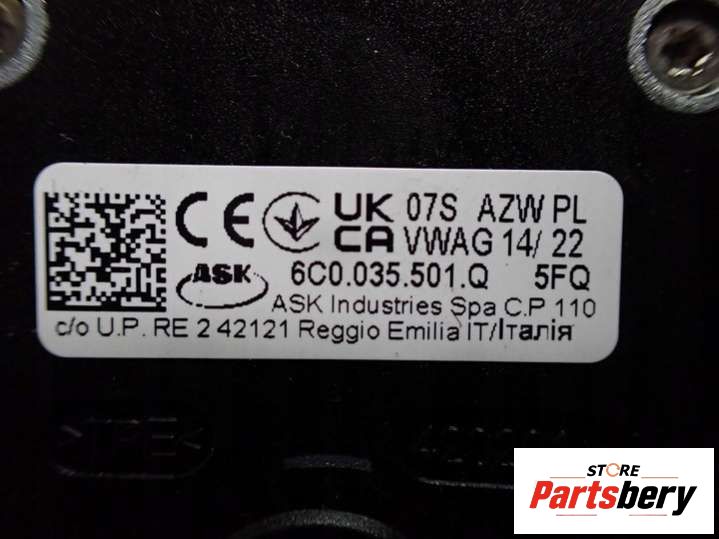 CE UK 07S AZW PL
CA VWAG 14/ 22
ASK 6C0.035.501.Q 5FQ
ASK Industries Spa C.P 110
c/o U.P. RE 2 42121 Reggio Emilia IT/Італія
STORE
Partsbery